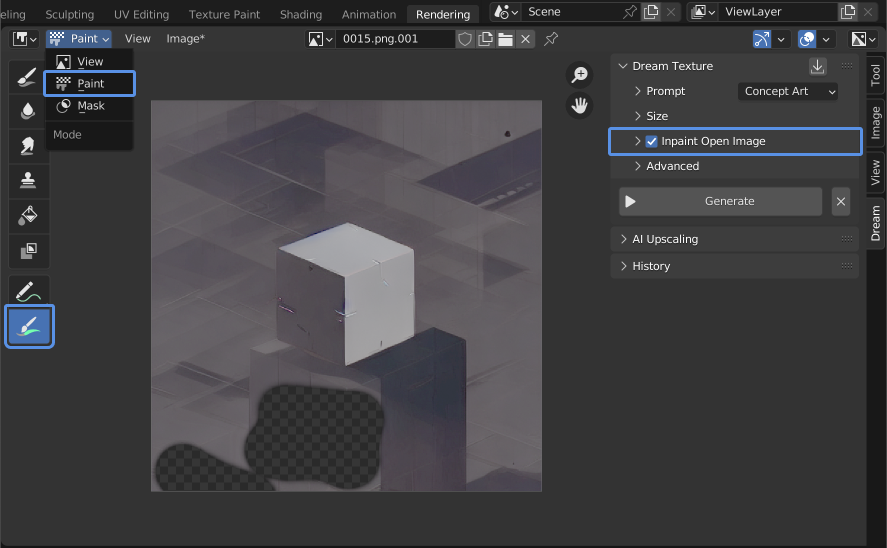 eling Sculpting UV Editing Texture Paint Shading Animation Rendering Scene ViewLayer
Paint View Image* 0015.png.001
View
Paint
Mask
Mode
Dream Texture
Prompt Concept Art
Size
Inpaint Open Image
Advanced
Generate
AI Upscaling
History
Tool
Image
View
Dream